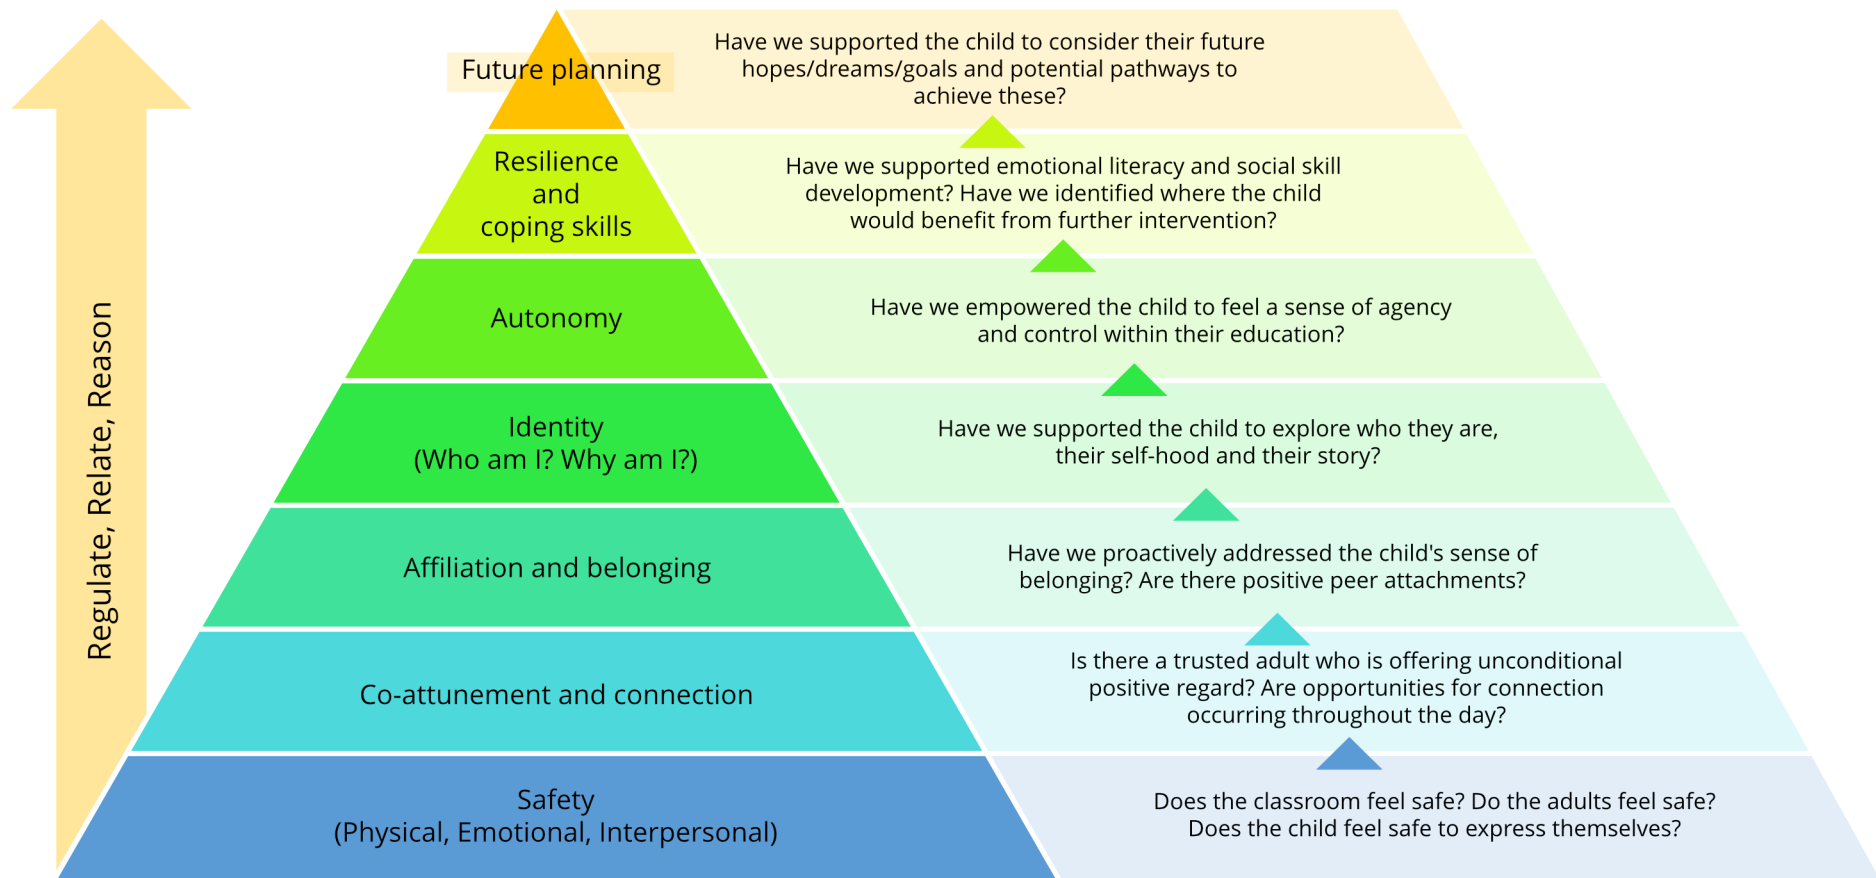 Regulate, Relate, Reason
Future planning
Have we supported the child to consider their future
hopes/dreams/goals and potential pathways to
achieve these?
Resilience
and
coping skills
Have we supported emotional literacy and social skill
development? Have we identified where the child
would benefit from further intervention?
Autonomy
Have we empowered the child to feel a sense of agency
and control within their education?
Identity
(Who am I? Why am I?)
Have we supported the child to explore who they are,
their self-hood and their story?
Affiliation and belonging
Have we proactively addressed the child's sense of
belonging? Are there positive peer attachments?
Co-attunement and connection
Is there a trusted adult who is offering unconditional
positive regard? Are opportunities for connection
occurring throughout the day?
Safety
(Physical, Emotional, Interpersonal)
Does the classroom feel safe? Do the adults feel safe?
Does the child feel safe to express themselves?